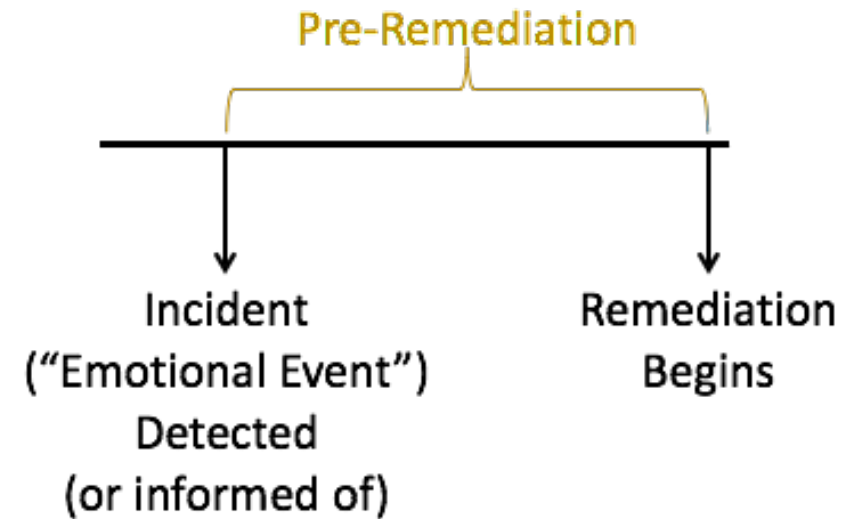 Pre-Remediation
Incident
(“Emotional Event”)
Detected
(or informed of)
Remediation
Begins